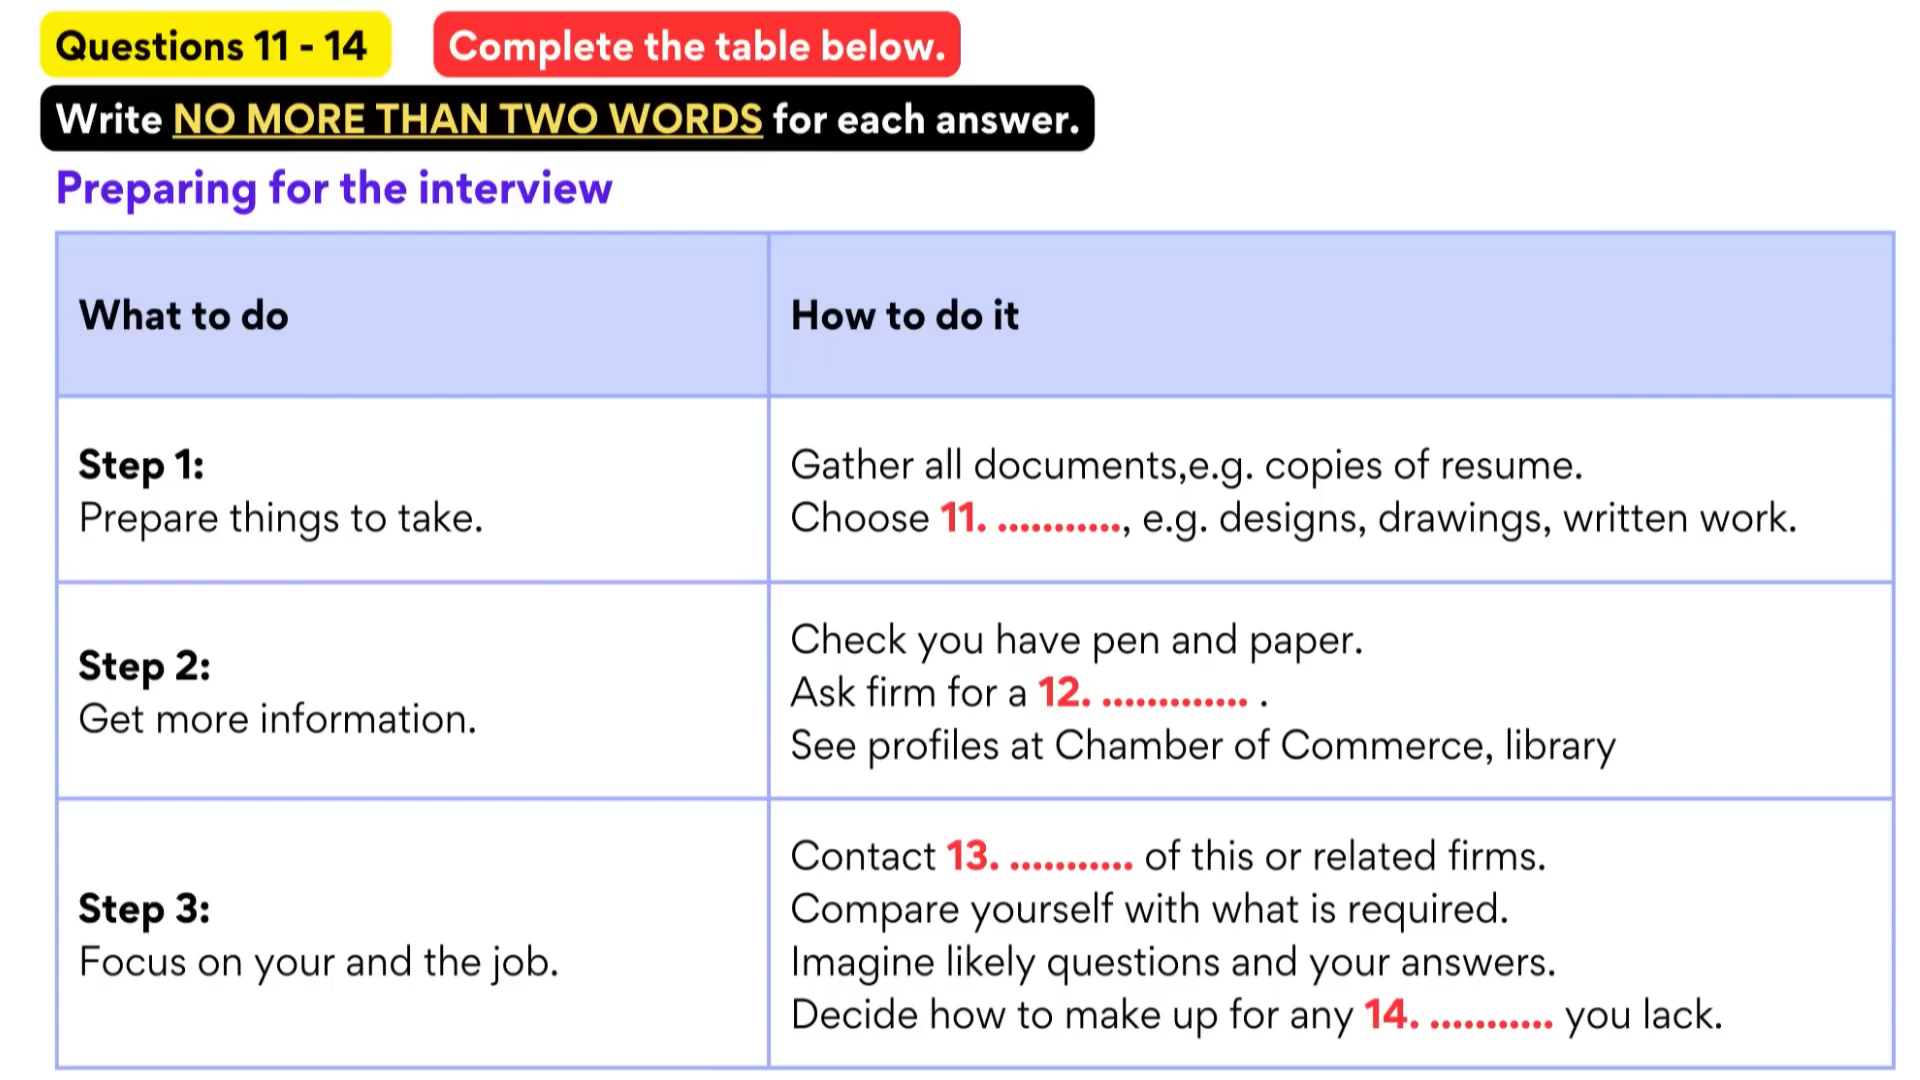 Questions 11 - 14
Complete the table below.
Write NO MORE THAN TWO WORDS for each answer.
Preparing for the interview
What to do
How to do it
Step 1:
Prepare things to take.
Gather all documents,e.g. copies of resume.
Choose 11. ............, e.g. designs, drawings, written work.
Step 2:
Get more information.
Check you have pen and paper.
Ask firm for a 12. .............. .
See profiles at Chamber of Commerce, library
Step 3:
Focus on your and the job.
Contact 13. ............ of this or related firms.
Compare yourself with what is required.
Imagine likely questions and your answers.
Decide how to make up for any 14. ............ you lack.